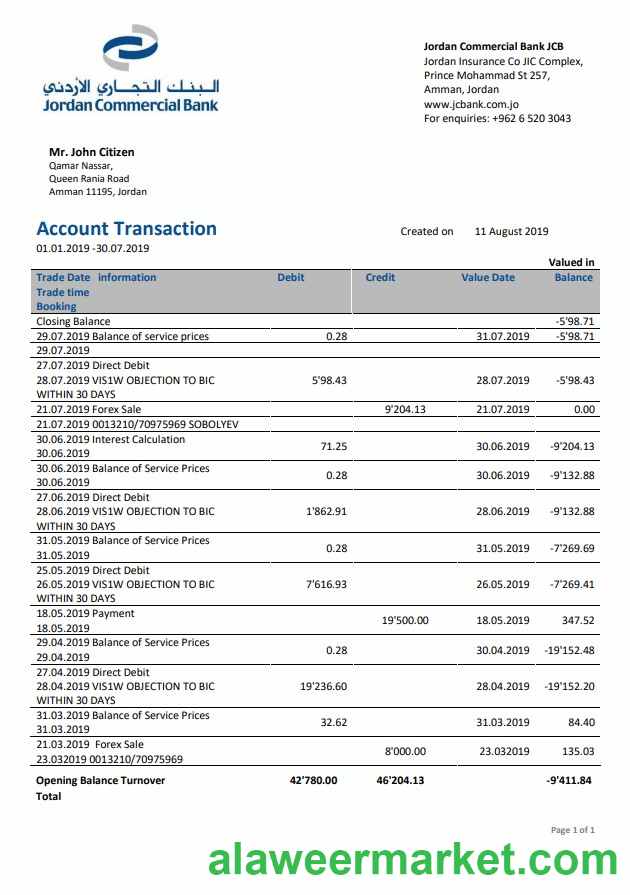 البنك التجاري الأردني
Jordan Commercial Bank
Jordan Commercial Bank JCB
Jordan Insurance Co JIC Complex,
Prince Mohammad St 257,
Amman, Jordan
www.jcbank.com.jo
For enquiries: +962 6 520 3043
Mr. John Citizen
Qamar Nassar,
Queen Rania Road
Amman 11195, Jordan
Account Transaction
Created on 11 August 2019
01.01.2019 -30.07.2019
Valued in
Trade Date information Debit Credit Value Date Balance
Trade time
Booking
Closing Balance -5'98.71
29.07.2019 Balance of service prices 0.28 31.07.2019 -5'98.71
29.07.2019
27.07.2019 Direct Debit
28.07.2019 VIS1W OBJECTION TO BIC 5'98.43 28.07.2019 -5'98.43
WITHIN 30 DAYS
21.07.2019 Forex Sale 9'204.13 21.07.2019 0.00
21.07.2019 0013210/70975969 SOBOLYEV
30.06.2019 Interest Calculation
30.06.2019 71.25 30.06.2019 -9'204.13
30.06.2019 Balance of Service Prices
30.06.2019 0.28 30.06.2019 -9'132.88
27.06.2019 Direct Debit
28.06.2019 VIS1W OBJECTION TO BIC 1'862.91 28.06.2019 -9'132.88
WITHIN 30 DAYS
31.05.2019 Balance of Service Prices
31.05.2019 0.28 31.05.2019 -7'269.69
25.05.2019 Direct Debit
26.05.2019 VIS1W OBJECTION TO BIC 7'616.93 26.05.2019 -7'269.41
WITHIN 30 DAYS
18.05.2019 Payment
18.05.2019 19'500.00 18.05.2019 347.52
29.04.2019 Balance of Service Prices
29.04.2019 0.28 30.04.2019 -19'152.48
27.04.2019 Direct Debit
28.04.2019 VIS1W OBJECTION TO BIC 19'236.60 28.04.2019 -19'152.20
WITHIN 30 DAYS
31.03.2019 Balance of Service Prices
31.03.2019 32.62 31.03.2019 84.40
21.03.2019 Forex Sale
23.032019 0013210/70975969 8'000.00 23.032019 135.03
Opening Balance Turnover 42'780.00 46'204.13 -9'411.84
Total
Page 1 of 1
alaweermarket.com